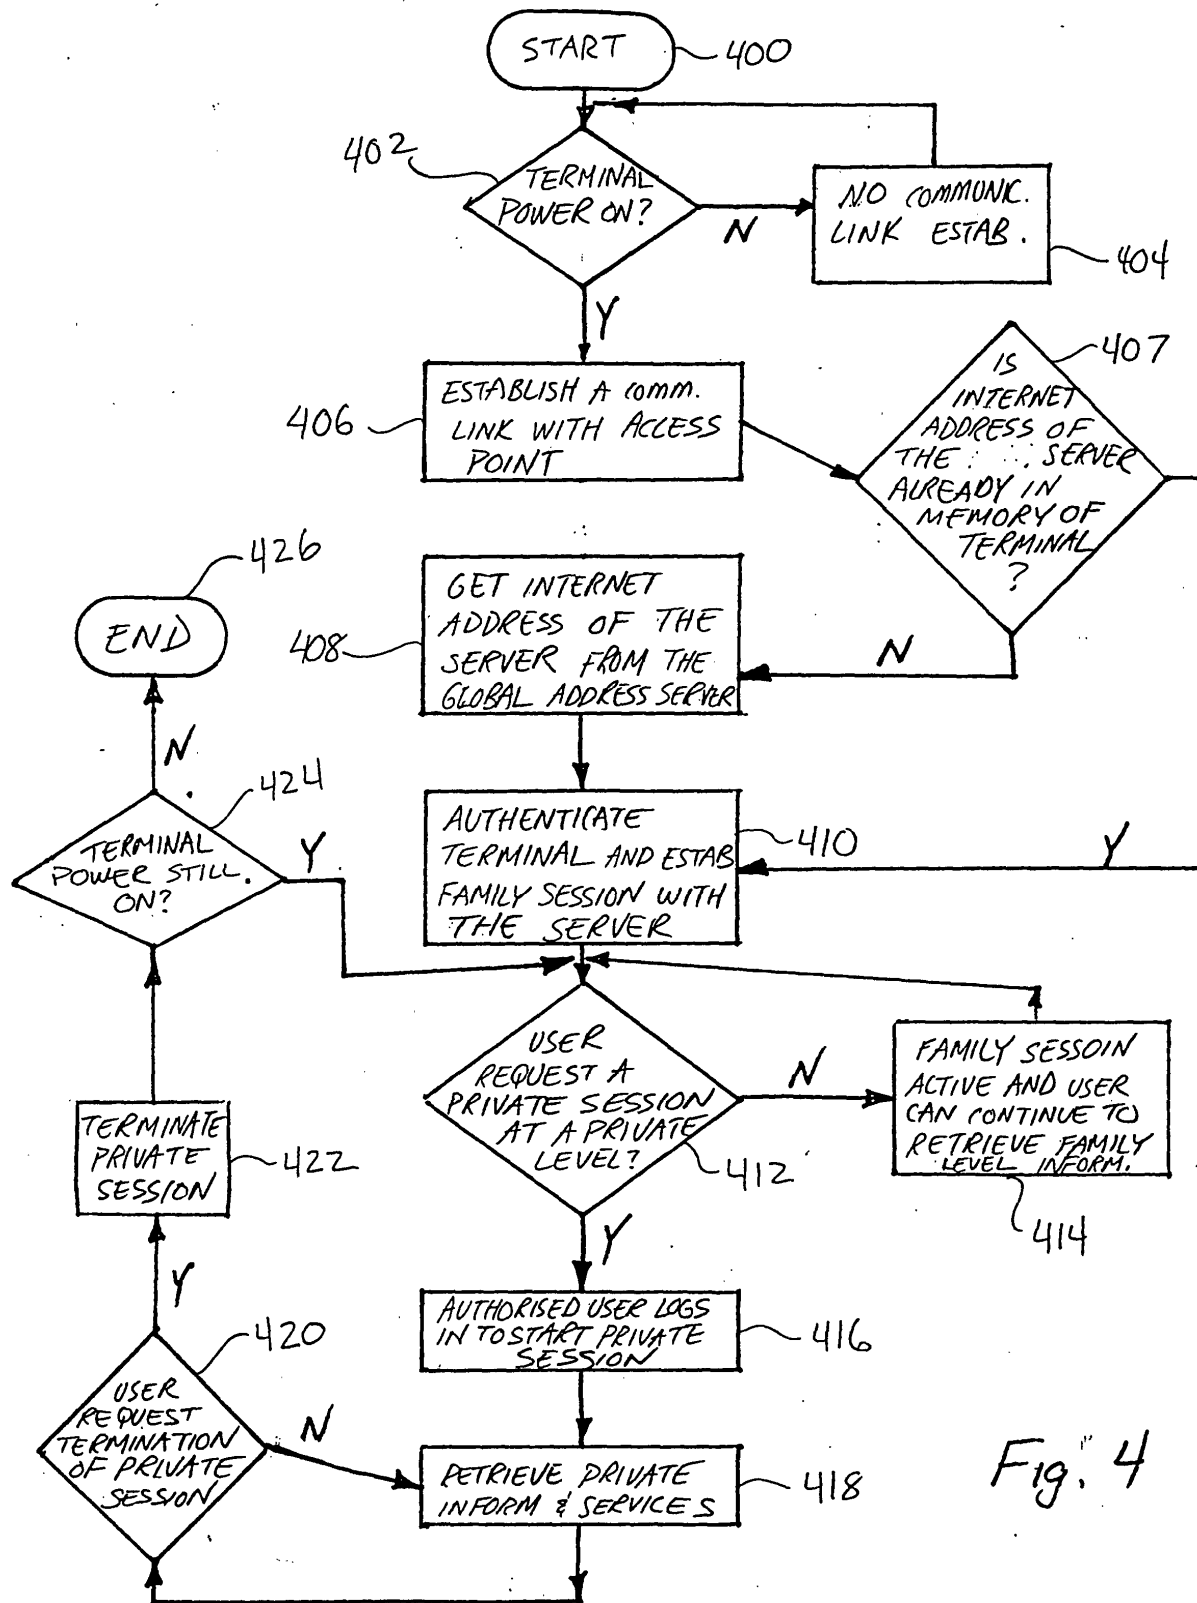 START
400
402
TERMINAL
POWER ON?
N
NO COMMUNIC.
LINK ESTAB.
404
Y
406
ESTABLISH A COMM.
LINK WITH ACCESS
POINT
407
IS
INTERNET
ADDRESS OF
THE SERVER
ALREADY IN
MEMORY OF
TERMINAL
?
N
408
GET INTERNET
ADDRESS OF THE
SERVER FROM THE
GLOBAL ADDRESS SERVER
426
END
N
424
TERMINAL
POWER STILL
ON?
Y
AUTHENTICATE
TERMINAL AND ESTAB
FAMILY SESSION WITH
THE SERVER
410
Y
USER
REQUEST A
PRIVATE SESSION
AT A PRIVATE
LEVEL?
412
N
FAMILY SESSOIN
ACTIVE AND USER
CAN CONTINUE TO
RETRIEVE FAMILY
LEVEL INFORM.
414
TERMINATE
PRIVATE
SESSION
422
Y
Y
AUTHORISED USER LOGS
IN TO START PRIVATE
SESSION
416
420
USER
REQUEST
TERMINATION
OF PRIVATE
SESSION
N
RETRIEVE PRIVATE
INFORM & SERVICES
418
Fig. 4